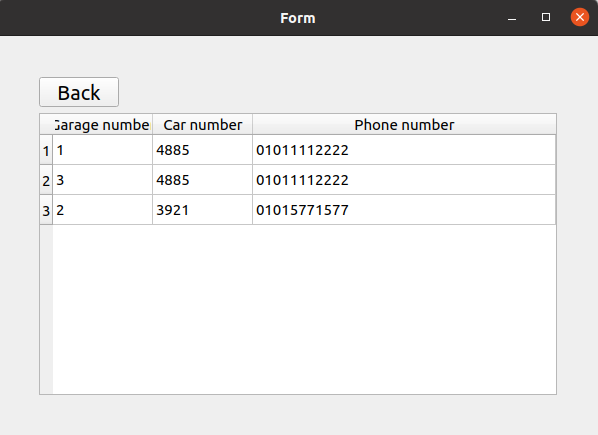 Form
Back
Garage number Car number Phone number
1 1 4885 01011112222
2 3 4885 01011112222
3 2 3921 01015771577